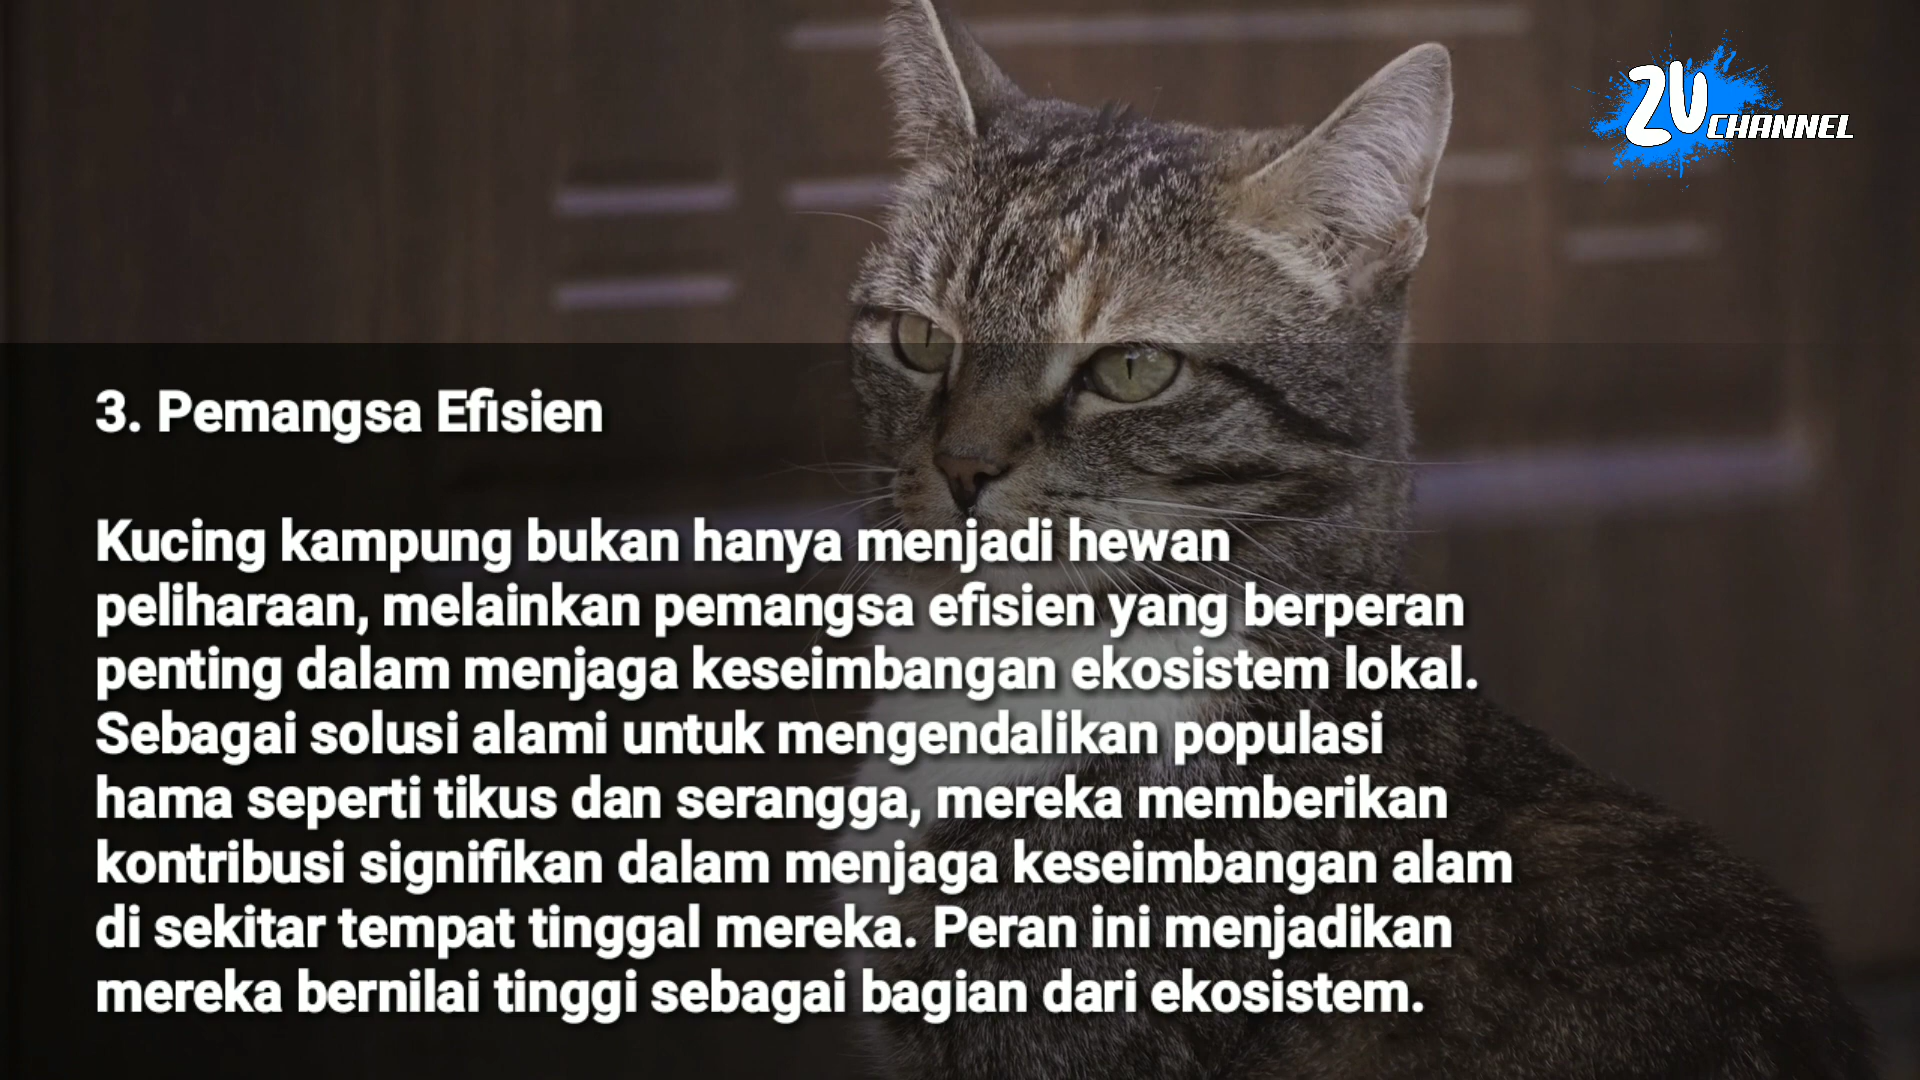 ZU CHANNEL
3. Pemangsa Efisien
Kucing kampung bukan hanya menjadi hewan
peliharaan, melainkan pemangsa efisien yang berperan
penting dalam menjaga keseimbangan ekosistem lokal.
Sebagai solusi alami untuk mengendalikan populasi
hama seperti tikus dan serangga, mereka memberikan
kontribusi signifikan dalam menjaga keseimbangan alam
di sekitar tempat tinggal mereka. Peran ini menjadikan
mereka bernilai tinggi sebagai bagian dari ekosistem.